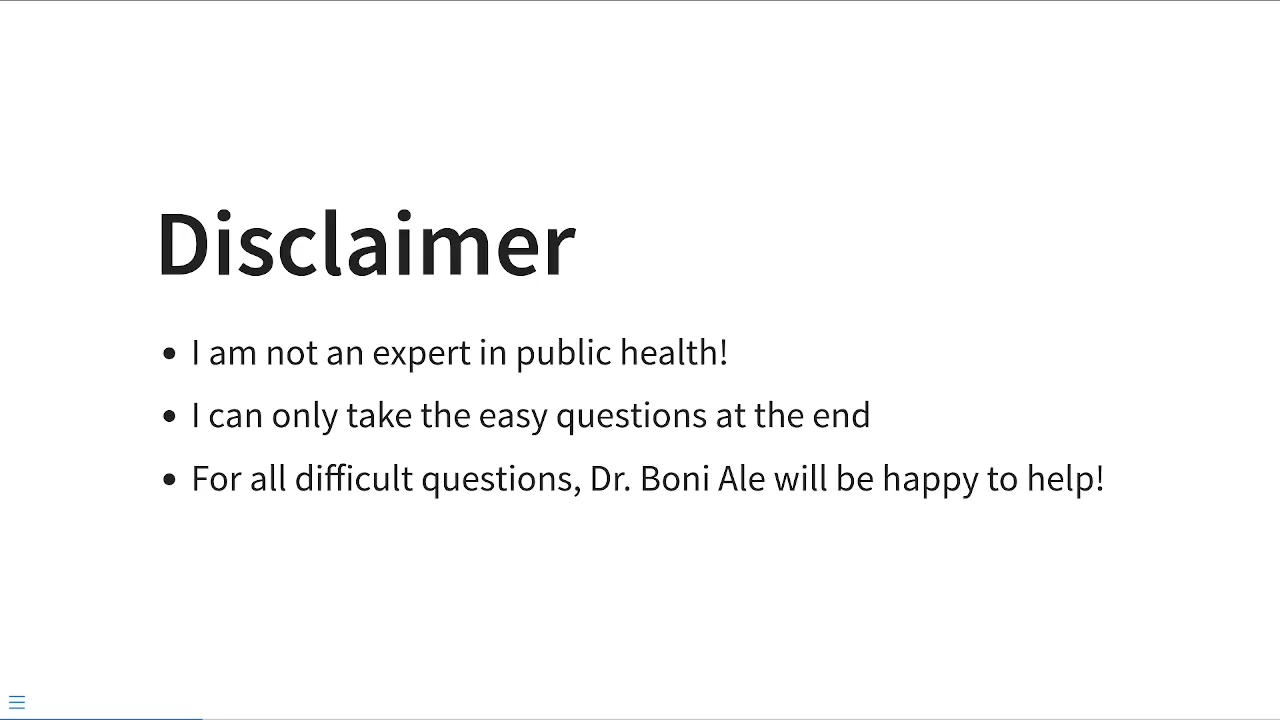 Disclaimer
• I am not an expert in public health!
• I can only take the easy questions at the end
• For all difficult questions, Dr. Boni Ale will be happy to help!